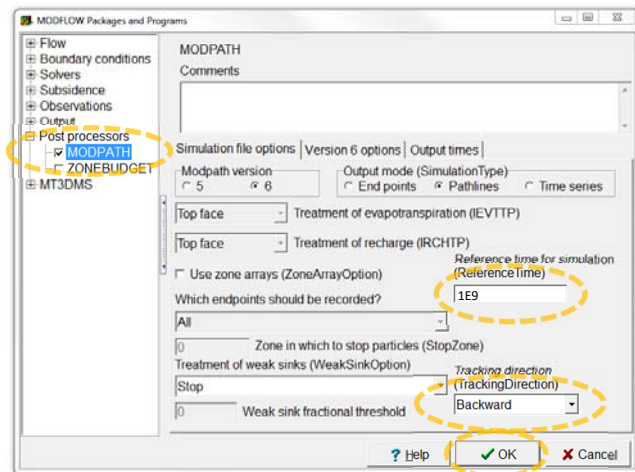 MODFLOW Packages and Programs
Flow
Boundary conditions
Solvers
Subsidence
Observations
Output
Post processors
MODPATH
ZONEBUDGET
MT3DMS
MODPATH
Comments
Simulation file options Version 6 options Output times
Modpath version
5 6
Output mode (SimulationType)
End points Pathlines Time series
Top face Treatment of evapotranspiration (IEVTTP)
Top face Treatment of recharge (IRCHTP)
Reference time for simulation
(ReferenceTime)
1E9
Use zone arrays (ZoneArrayOption)
Which endpoints should be recorded?
All
0 Zone in which to stop particles (StopZone)
Treatment of weak sinks (WeakSinkOption)
Stop
Tracking direction
(TrackingDirection)
Backward
0 Weak sink fractional threshold
? Help OK Cancel